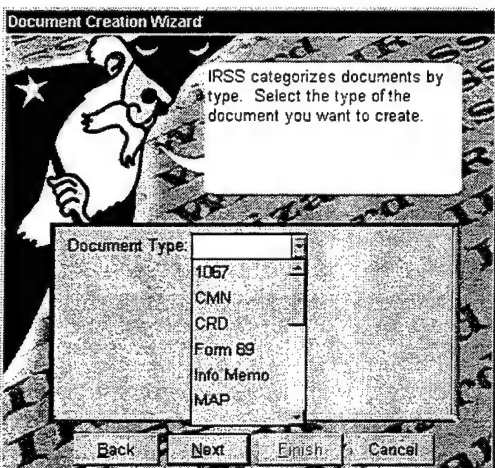 Document Creation Wizard
IRSS categorizes documents by
type. Select the type of the
document you want to create.
Document Type:
1067
CMN
CRD
Form 69
Info Memo
MAP
Back Next Finish Cancel